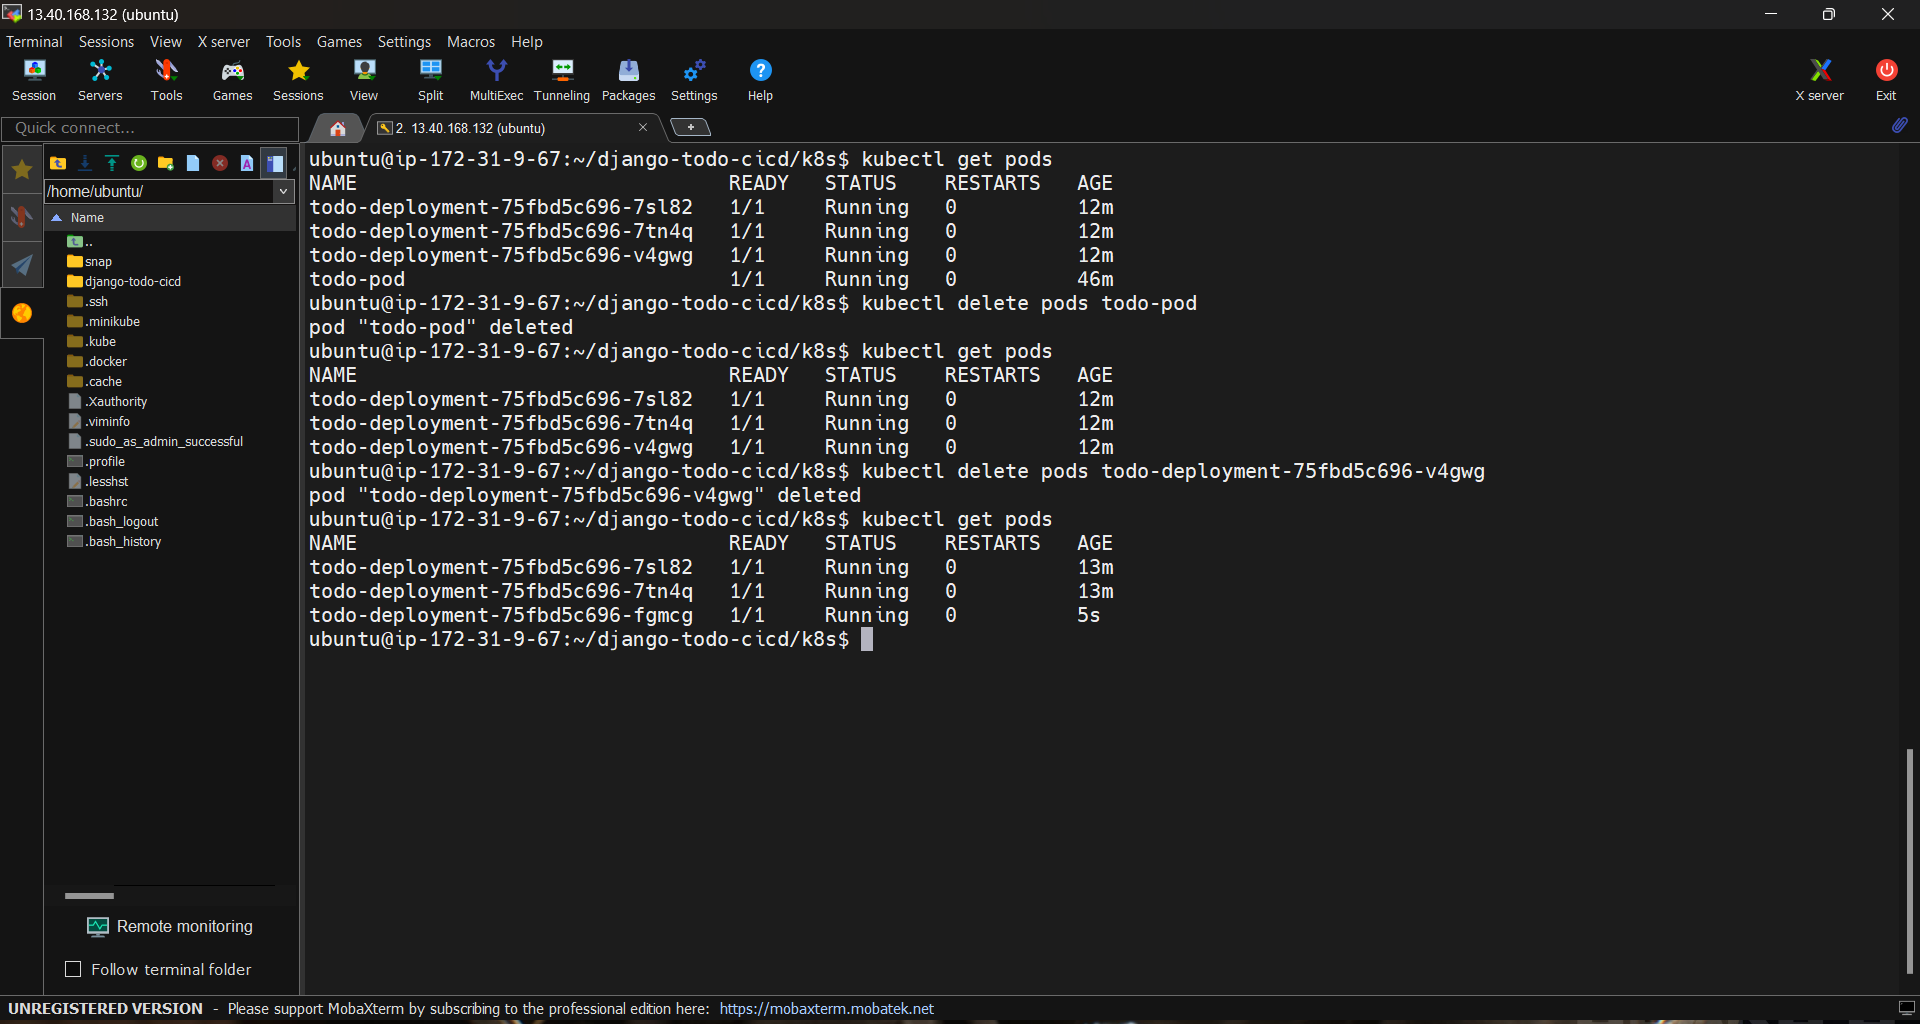 13.40.168.132 (ubuntu)
Terminal Sessions View X server Tools Games Settings Macros Help
Session Servers Tools Games Sessions View Split MultiExec Tunneling Packages Settings Help X server Exit
Quick connect...
2. 13.40.168.132 (ubuntu)
/home/ubuntu/
Name
..
snap
django-todo-cicd
.ssh
.minikube
.kube
.docker
.cache
.Xauthority
.viminfo
.sudo_as_admin_successful
.profile
.lesshst
.bashrc
.bash_logout
.bash_history
Remote monitoring
Follow terminal folder
ubuntu@ip-172-31-9-67:~/django-todo-cicd/k8s$ kubectl get pods
NAME READY STATUS RESTARTS AGE
todo-deployment-75fbd5c696-7sl82 1/1 Running 0 12m
todo-deployment-75fbd5c696-7tn4q 1/1 Running 0 12m
todo-deployment-75fbd5c696-v4gwg 1/1 Running 0 12m
todo-pod 1/1 Running 0 46m
ubuntu@ip-172-31-9-67:~/django-todo-cicd/k8s$ kubectl delete pods todo-pod
pod "todo-pod" deleted
ubuntu@ip-172-31-9-67:~/django-todo-cicd/k8s$ kubectl get pods
NAME READY STATUS RESTARTS AGE
todo-deployment-75fbd5c696-7sl82 1/1 Running 0 12m
todo-deployment-75fbd5c696-7tn4q 1/1 Running 0 12m
todo-deployment-75fbd5c696-v4gwg 1/1 Running 0 12m
ubuntu@ip-172-31-9-67:~/django-todo-cicd/k8s$ kubectl delete pods todo-deployment-75fbd5c696-v4gwg
pod "todo-deployment-75fbd5c696-v4gwg" deleted
ubuntu@ip-172-31-9-67:~/django-todo-cicd/k8s$ kubectl get pods
NAME READY STATUS RESTARTS AGE
todo-deployment-75fbd5c696-7sl82 1/1 Running 0 13m
todo-deployment-75fbd5c696-7tn4q 1/1 Running 0 13m
todo-deployment-75fbd5c696-fgmcg 1/1 Running 0 5s
ubuntu@ip-172-31-9-67:~/django-todo-cicd/k8s$
UNREGISTERED VERSION - Please support MobaXterm by subscribing to the professional edition here: https://mobaxterm.mobatek.net